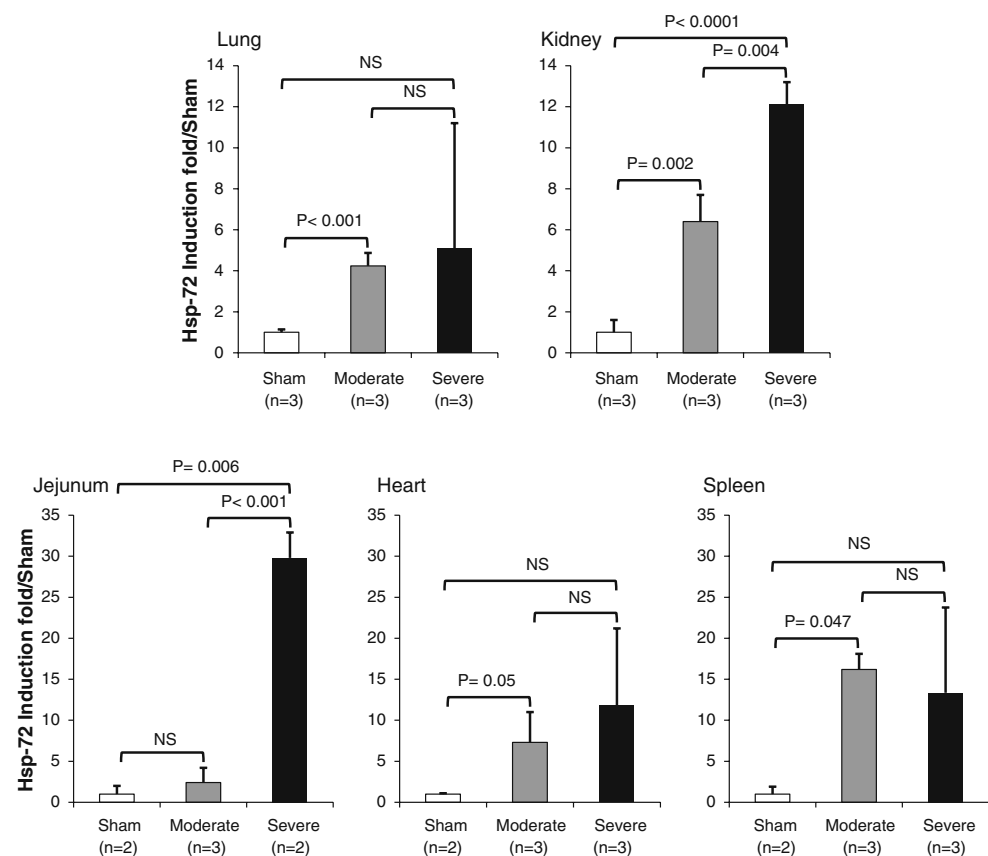 P< 0.0001
Lung
Kidney
NS
P= 0.004
14
12
10
8
6
4
2
0
Hsp-72 Induction fold/Sham
NS
P< 0.001
Sham
(n=3)
Moderate
(n=3)
Severe
(n=3)
14
12
10
8
6
4
2
0
P= 0.002
Sham
(n=3)
Moderate
(n=3)
Severe
(n=3)
P= 0.006
Jejunum
P< 0.001
35
30
25
20
15
10
5
0
Hsp-72 Induction fold/Sham
NS
Sham
(n=2)
Moderate
(n=3)
Severe
(n=2)
Heart
35
30
25
20
15
10
5
0
NS
NS
P= 0.05
Sham
(n=2)
Moderate
(n=3)
Severe
(n=3)
Spleen
35
30
25
20
15
10
5
0
NS
NS
P= 0.047
Sham
(n=2)
Moderate
(n=3)
Severe
(n=3)